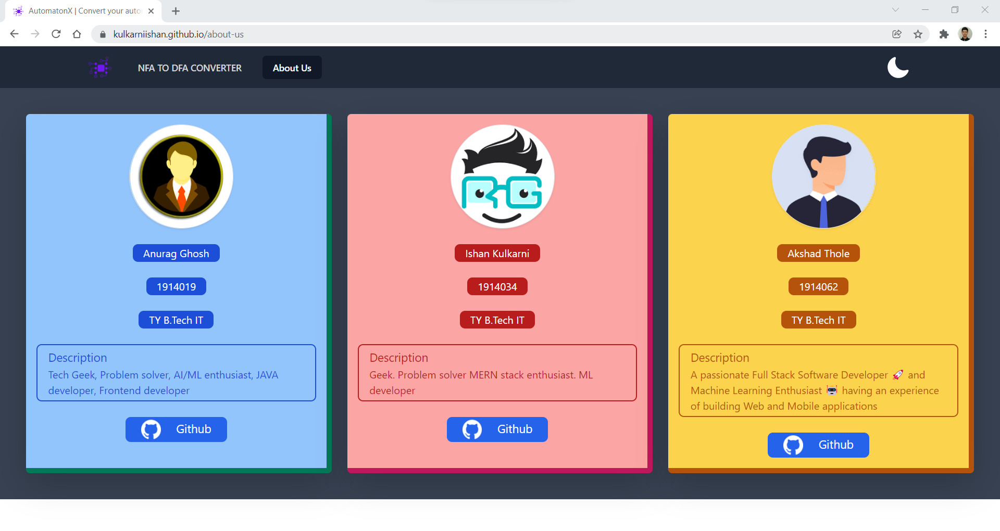 AutomatonX | Convert your auto
kulkarniishan.github.io/about-us
NFA TO DFA CONVERTER
About Us
Anurag Ghosh
1914019
TY B.Tech IT
Description
Tech Geek, Problem solver, AI/ML enthusiast, JAVA
developer, Frontend developer
Github
RG
Ishan Kulkarni
1914034
TY B.Tech IT
Description
Geek. Problem solver MERN stack enthusiast. ML
developer
Github
Akshad Thole
1914062
TY B.Tech IT
Description
A passionate Full Stack Software Developer 🚀 and
Machine Learning Enthusiast 🤖 having an experience
of building Web and Mobile applications
Github